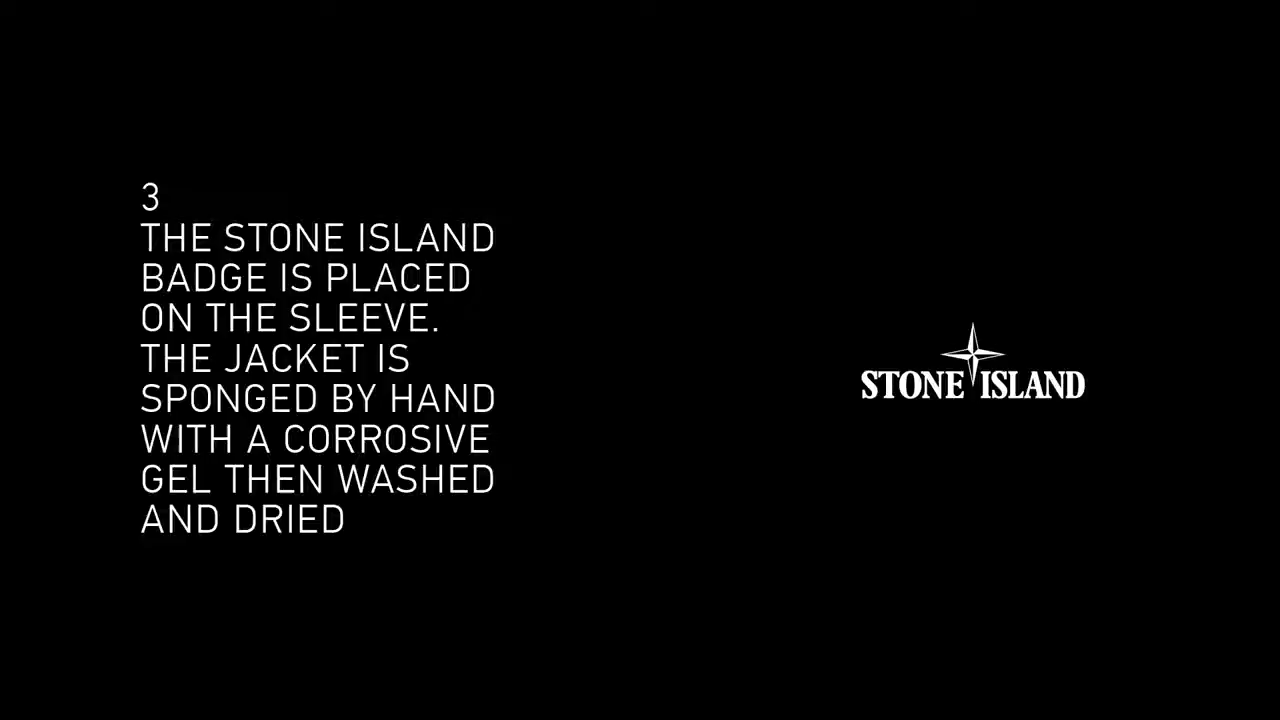 3
THE STONE ISLAND
BADGE IS PLACED
ON THE SLEEVE.
THE JACKET IS
SPONGED BY HAND
WITH A CORROSIVE
GEL THEN WASHED
AND DRIED
STONE ISLAND